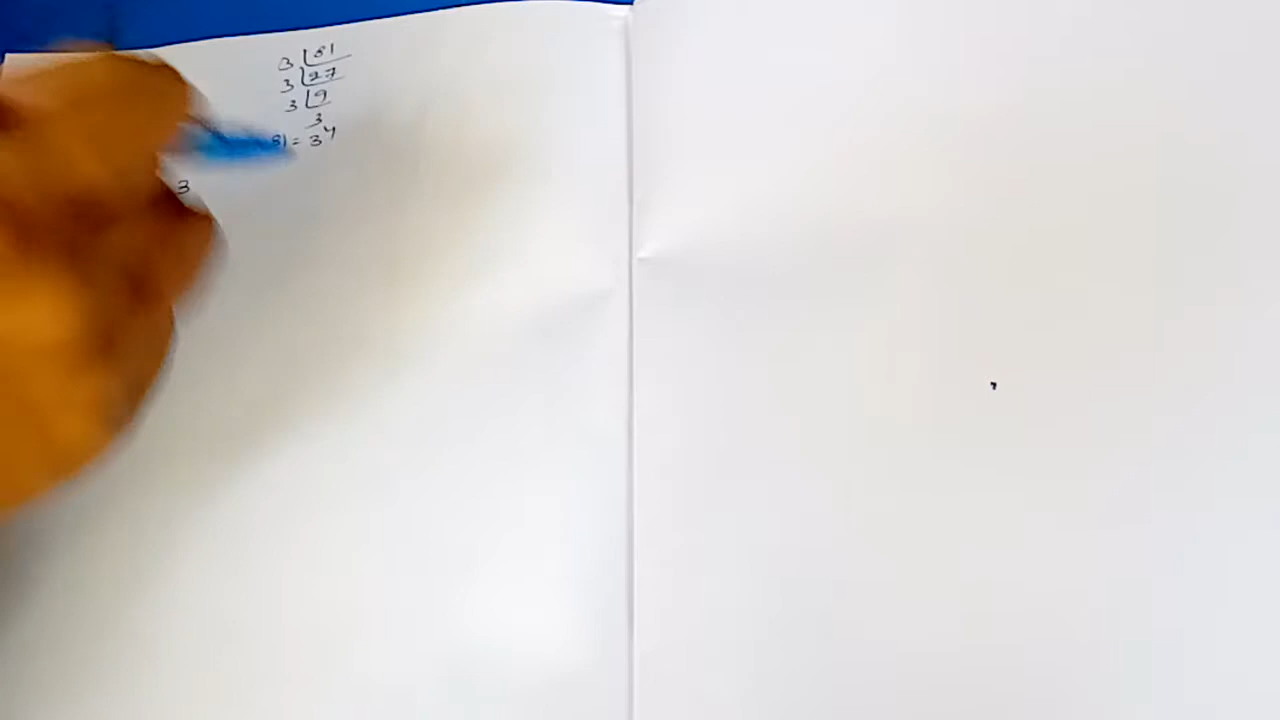 3 | 81
3 | 27
3 | 9
3
81 = 3⁴
3